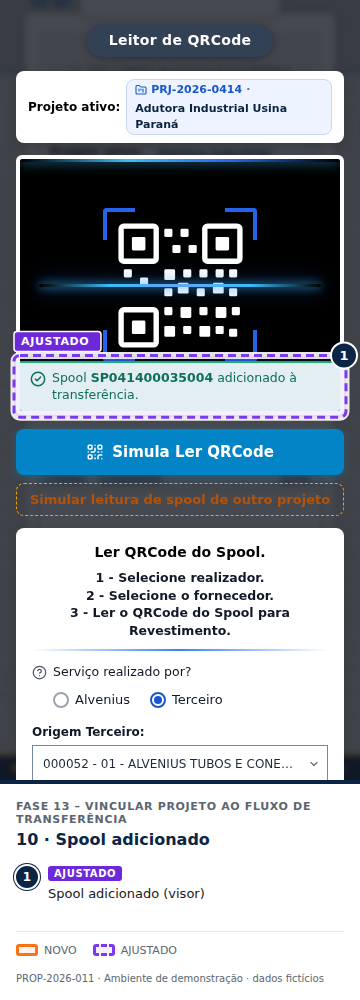 Leitor de QRCode
Projeto ativo:
PRJ-2026-0414 ·
Adutora Industrial Usina
Paraná
AJUSTADO
1
Spool SP041400035004 adicionado à
transferência.
Simula Ler QRCode
Simular leitura de spool de outro projeto
Ler QRCode do Spool.
1 - Selecione realizador.
2 - Selecione o fornecedor.
3 - Ler o QRCode do Spool para
Revestimento.
Serviço realizado por?
Alvenius
Terceiro
Origem Terceiro:
000052 - 01 - ALVENIUS TUBOS E CONE...
FASE 13 – VINCULAR PROJETO AO FLUXO DE
TRANSFERÊNCIA
10 · Spool adicionado
1
AJUSTADO
Spool adicionado (visor)
NOVO
AJUSTADO
PROP-2026-011 · Ambiente de demonstração · dados fictícios